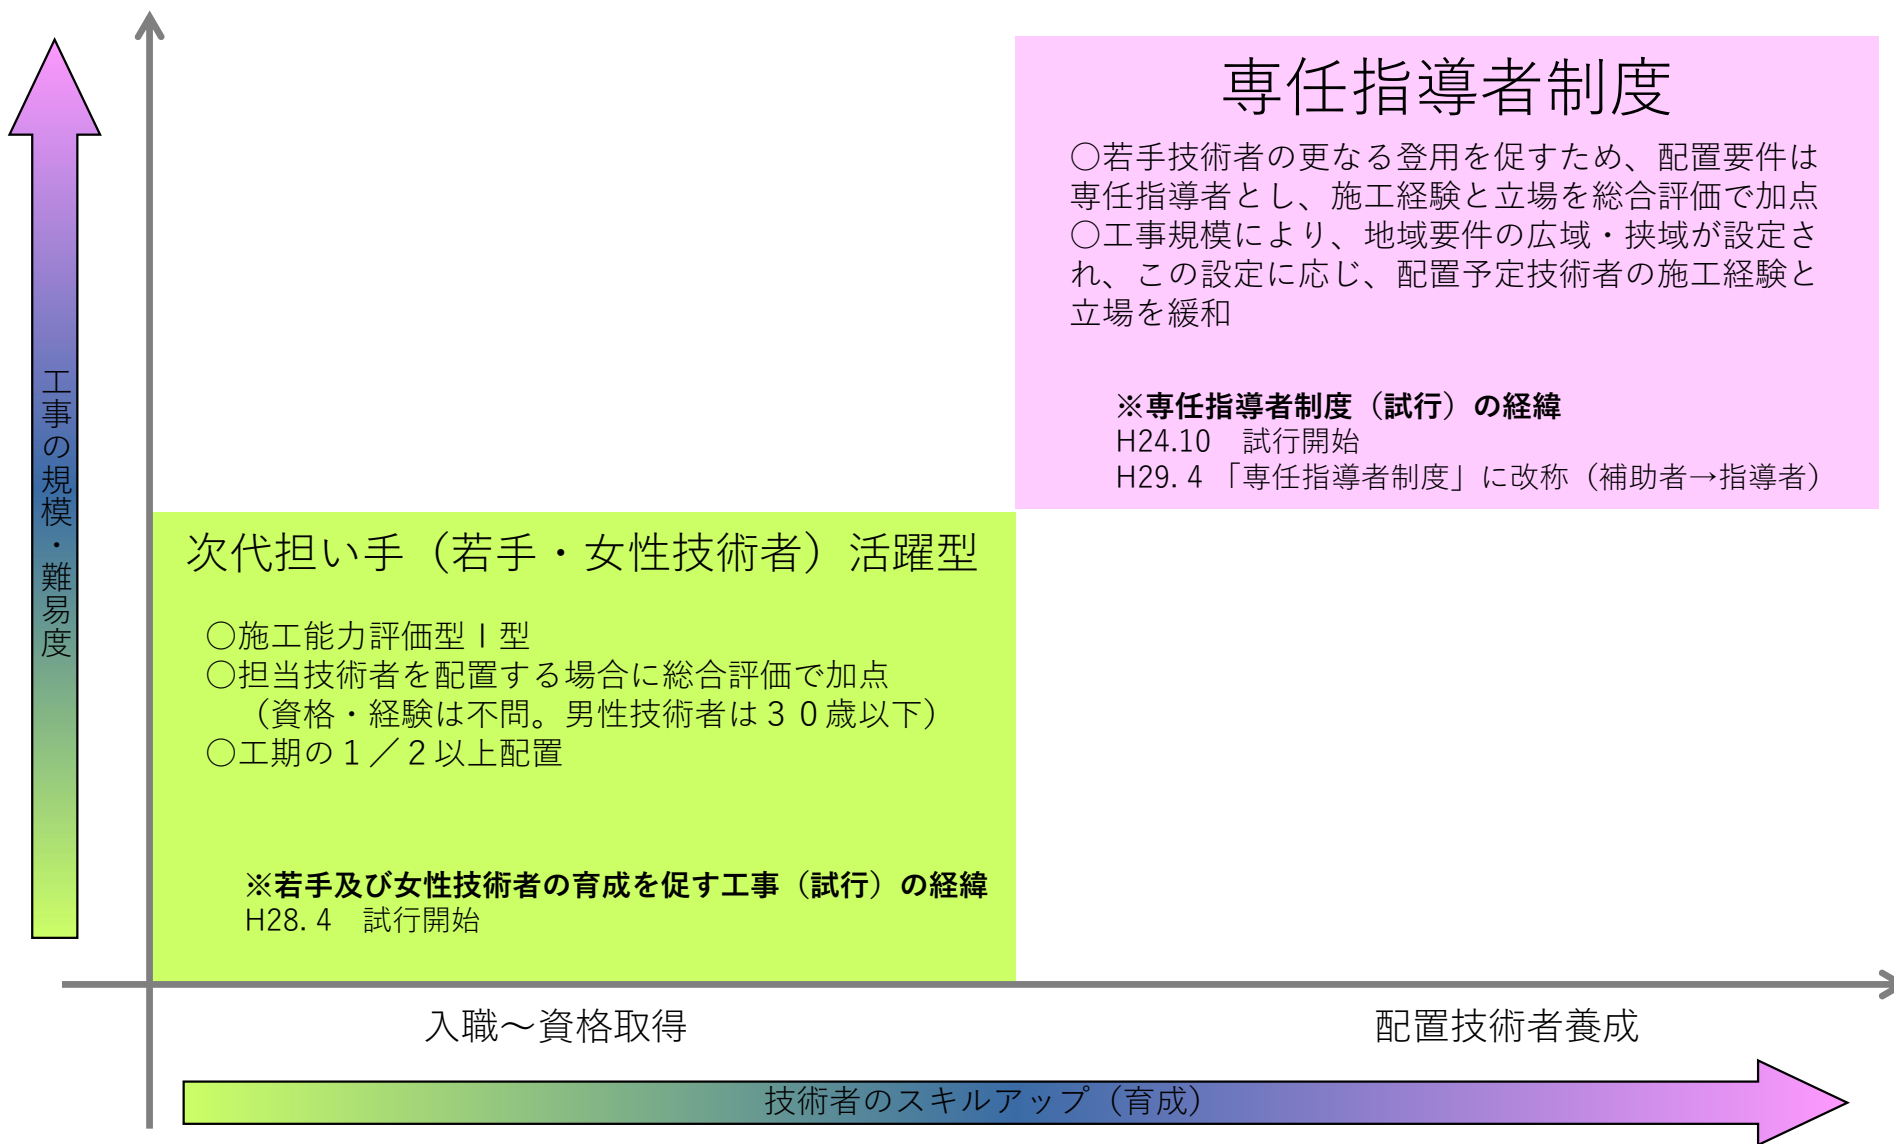 専任指導者制度
○若手技術者の更なる登用を促すため、配置要件は
専任指導者とし、施工経験と立場を総合評価で加点
○工事規模により、地域要件の広域・挟域が設定さ
れ、この設定に応じ、配置予定技術者の施工経験と
立場を緩和
※専任指導者制度（試行）の経緯
H24.10　試行開始
H29. 4 「専任指導者制度」に改称（補助者→指導者）
工事の規模・難易度
次代担い手（若手・女性技術者）活躍型
○施工能力評価型Ⅰ型
○担当技術者を配置する場合に総合評価で加点
（資格・経験は不問。男性技術者は３０歳以下）
○工期の１／２以上配置
※若手及び女性技術者の育成を促す工事（試行）の経緯
H28. 4　試行開始
入職～資格取得
配置技術者養成
技術者のスキルアップ（育成）